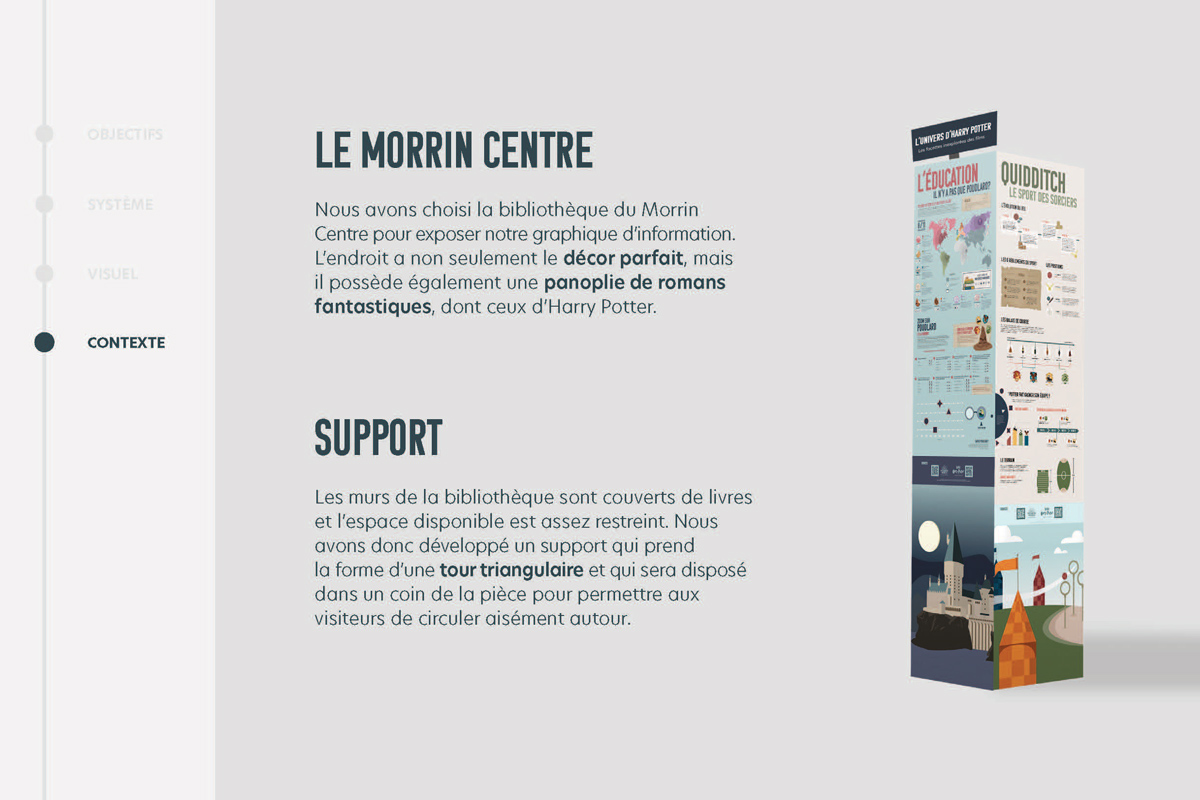 OBJECTIFS
SYSTÈME
VISUEL
CONTEXTE
LE MORRIN CENTRE
Nous avons choisi la bibliothèque du Morrin
Centre pour exposer notre graphique d'information.
L'endroit a non seulement le décor parfait, mais
il possède également une panoplie de romans
fantastiques, dont ceux d'Harry Potter.
SUPPORT
Les murs de la bibliothèque sont couverts de livres
et l'espace disponible est assez restreint. Nous
avons donc développé un support qui prend
la forme d'une tour triangulaire et qui sera disposé
dans un coin de la pièce pour permettre aux
visiteurs de circuler aisément autour.
L'UNIVERS D'HARRY POTTER
L'ÉDUCATION
IL N'Y A PAS QUE POUDLARD!
QUIDDITCH
LE SPORT DES SORCIERS
POUDLARD
LE TERRAIN